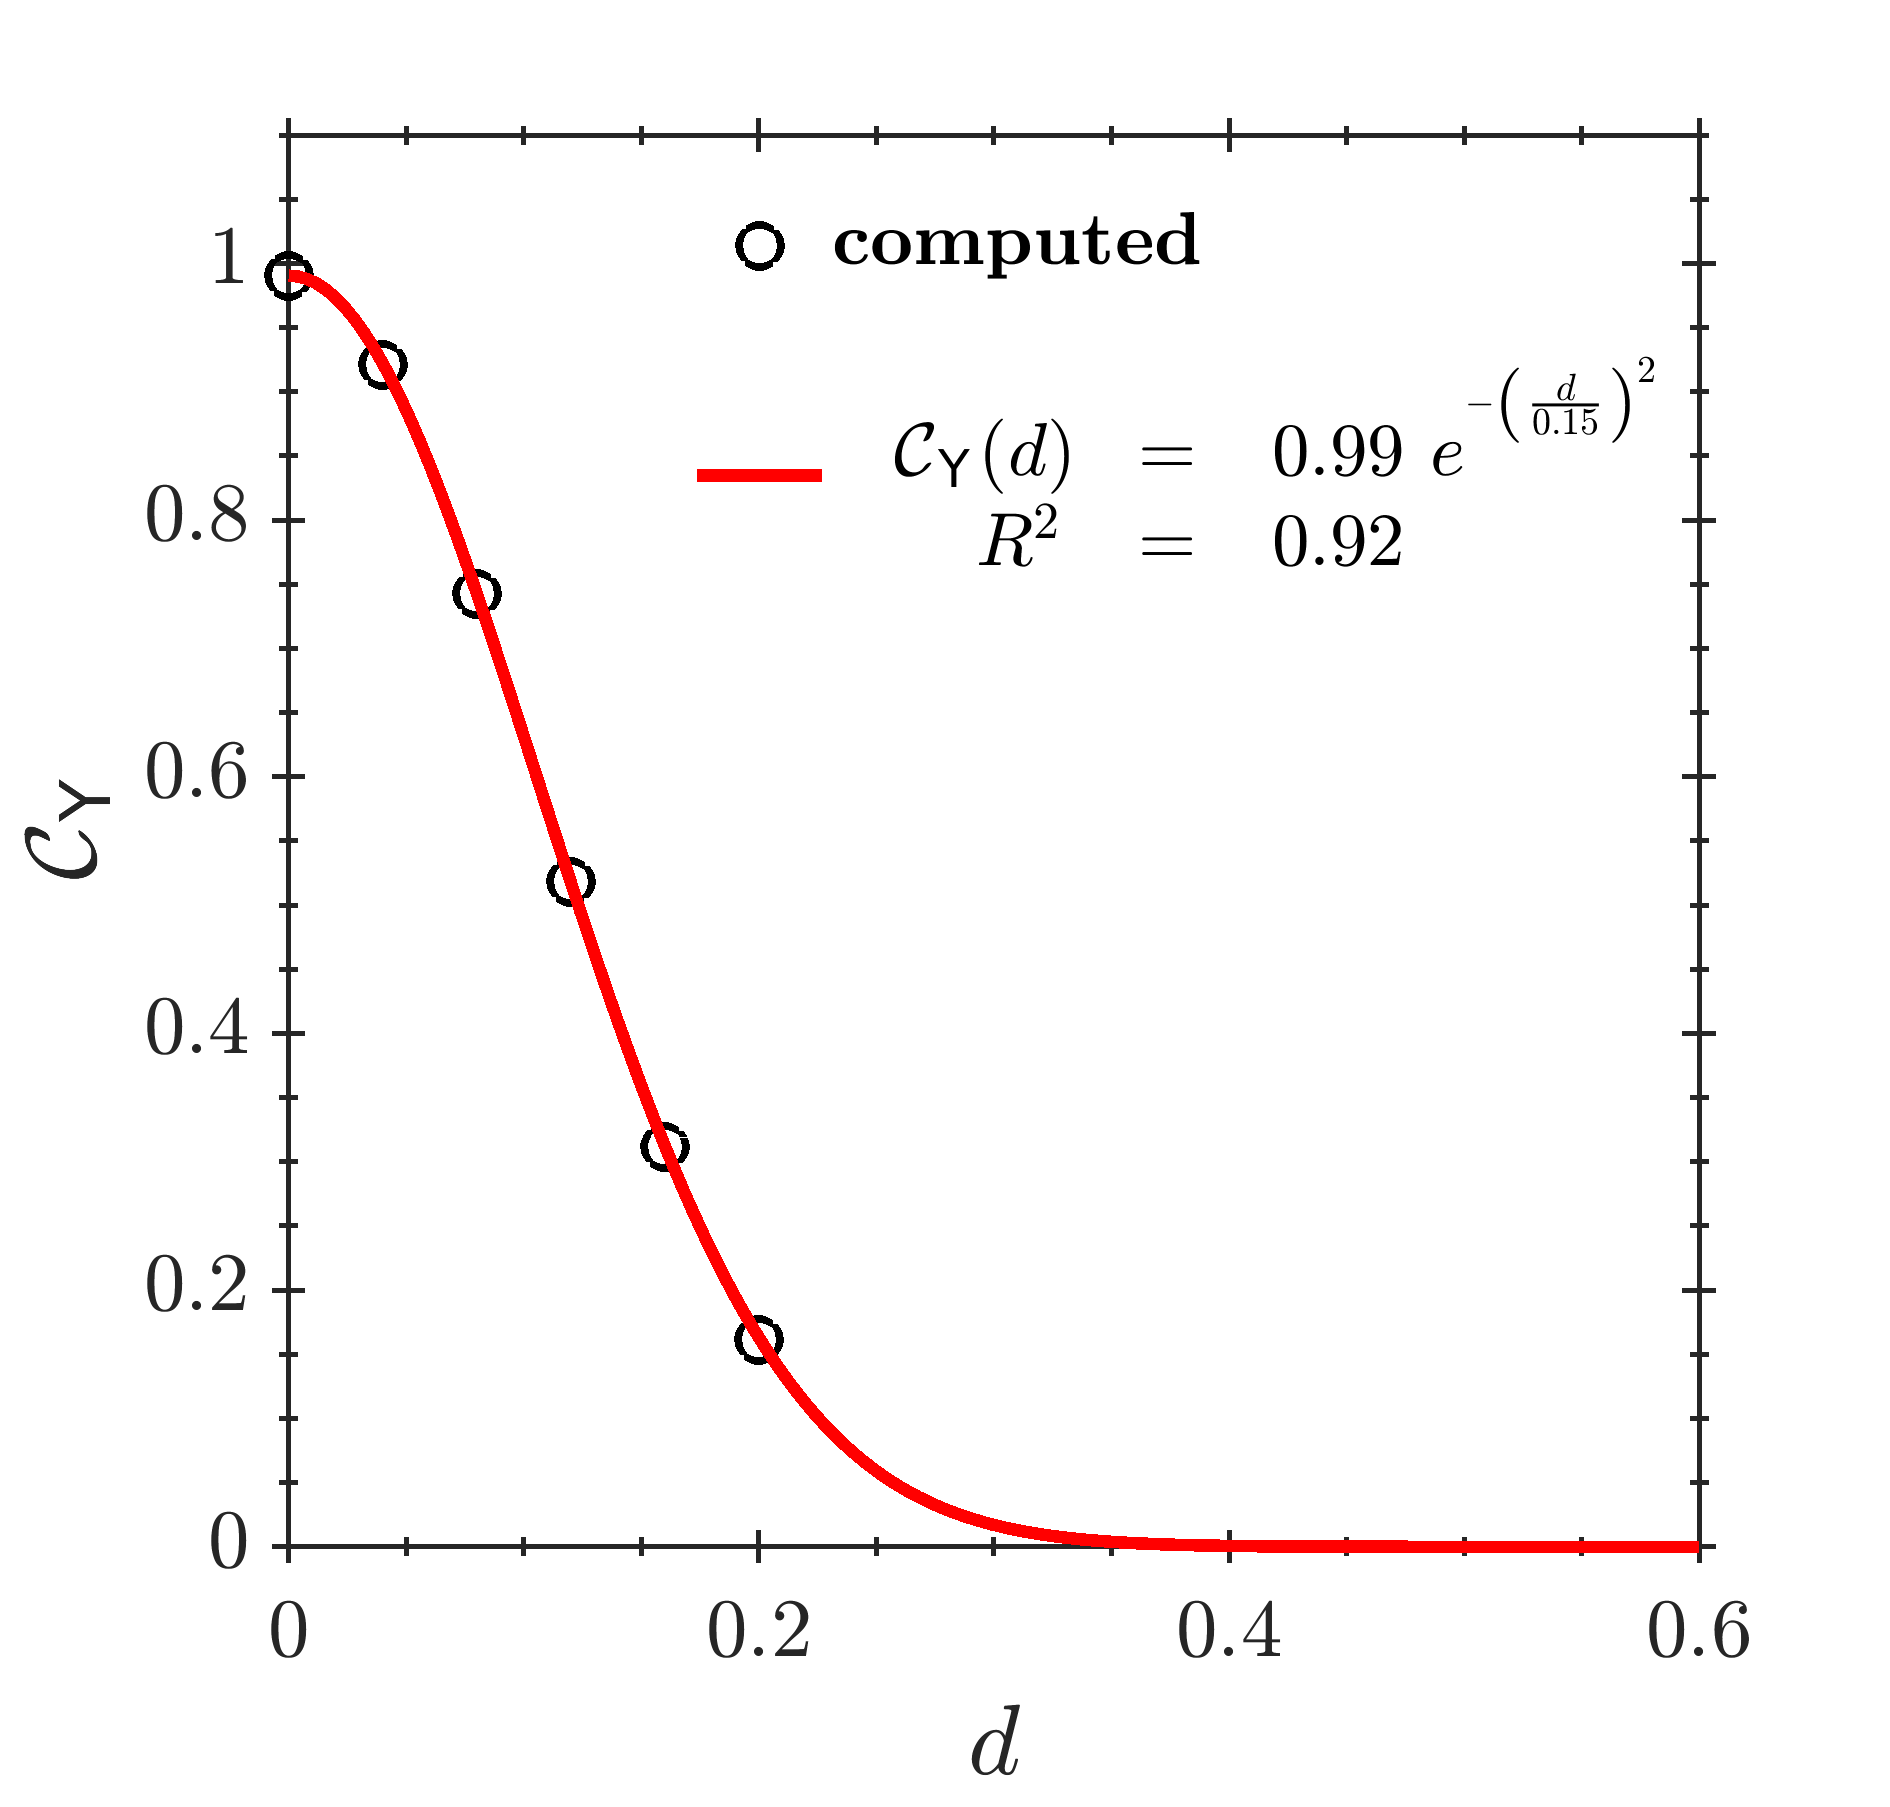 computed
𝒞_Y(d) = 0.99 e^{-(d/0.15)^2}
R² = 0.92
1
0.8
0.6
0.4
0.2
0
0 0.2 0.4 0.6
𝒞_Y
d